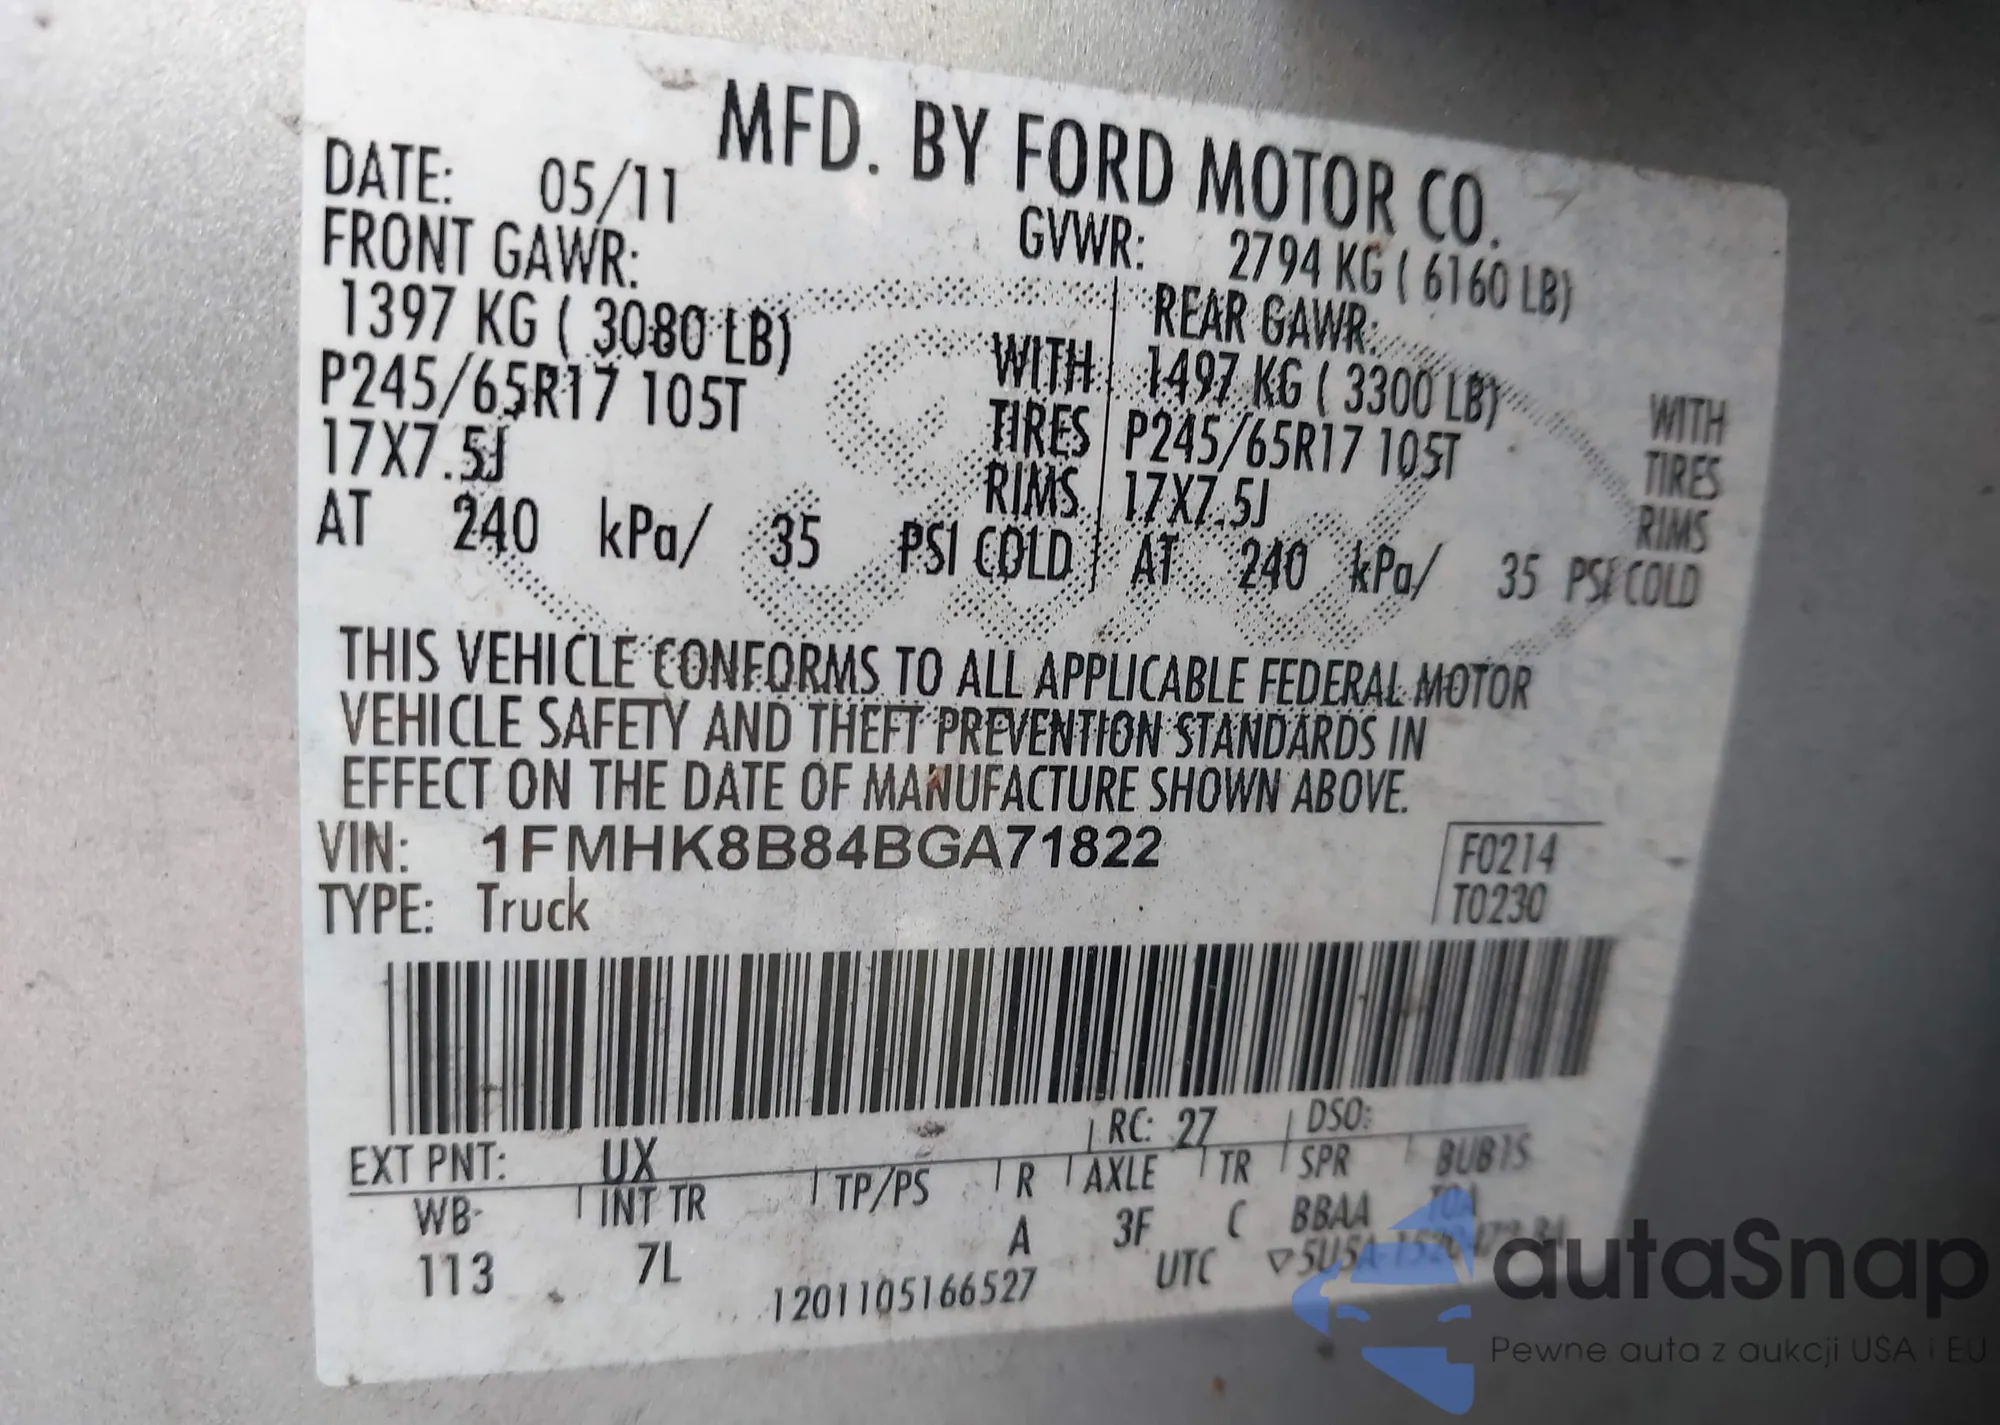 MFD. BY FORD MOTOR CO.
DATE: 05/11
GVWR: 2794 KG ( 6160 LB)
FRONT GAWR:
1397 KG ( 3080 LB) WITH
P245/65R17 105T TIRES
17X7.5J RIMS
AT 240 kPa/ 35 PSI COLD
REAR GAWR:
1497 KG ( 3300 LB) WITH
P245/65R17 105T TIRES
17X7.5J RIMS
AT 240 kPa/ 35 PSI COLD
THIS VEHICLE CONFORMS TO ALL APPLICABLE FEDERAL MOTOR
VEHICLE SAFETY AND THEFT PREVENTION STANDARDS IN
EFFECT ON THE DATE OF MANUFACTURE SHOWN ABOVE.
VIN: 1FMHK8B84BGA71822
TYPE: Truck
F0214
T0230
EXT PNT: UX RC: 27 DSO:
WB INT TR TP/PS R AXLE TR SPR BUB1S
113 7L A 3F C BBAA TOA
1201105166527 UTC
autaSnap
Pewne auta z aukcji USA i EU